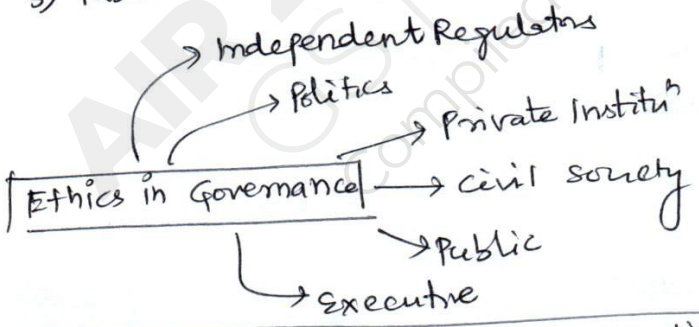 Independent Regulators
Politics
Private Instituⁿ
Ethics in Governance
Civil Society
Public
Executive